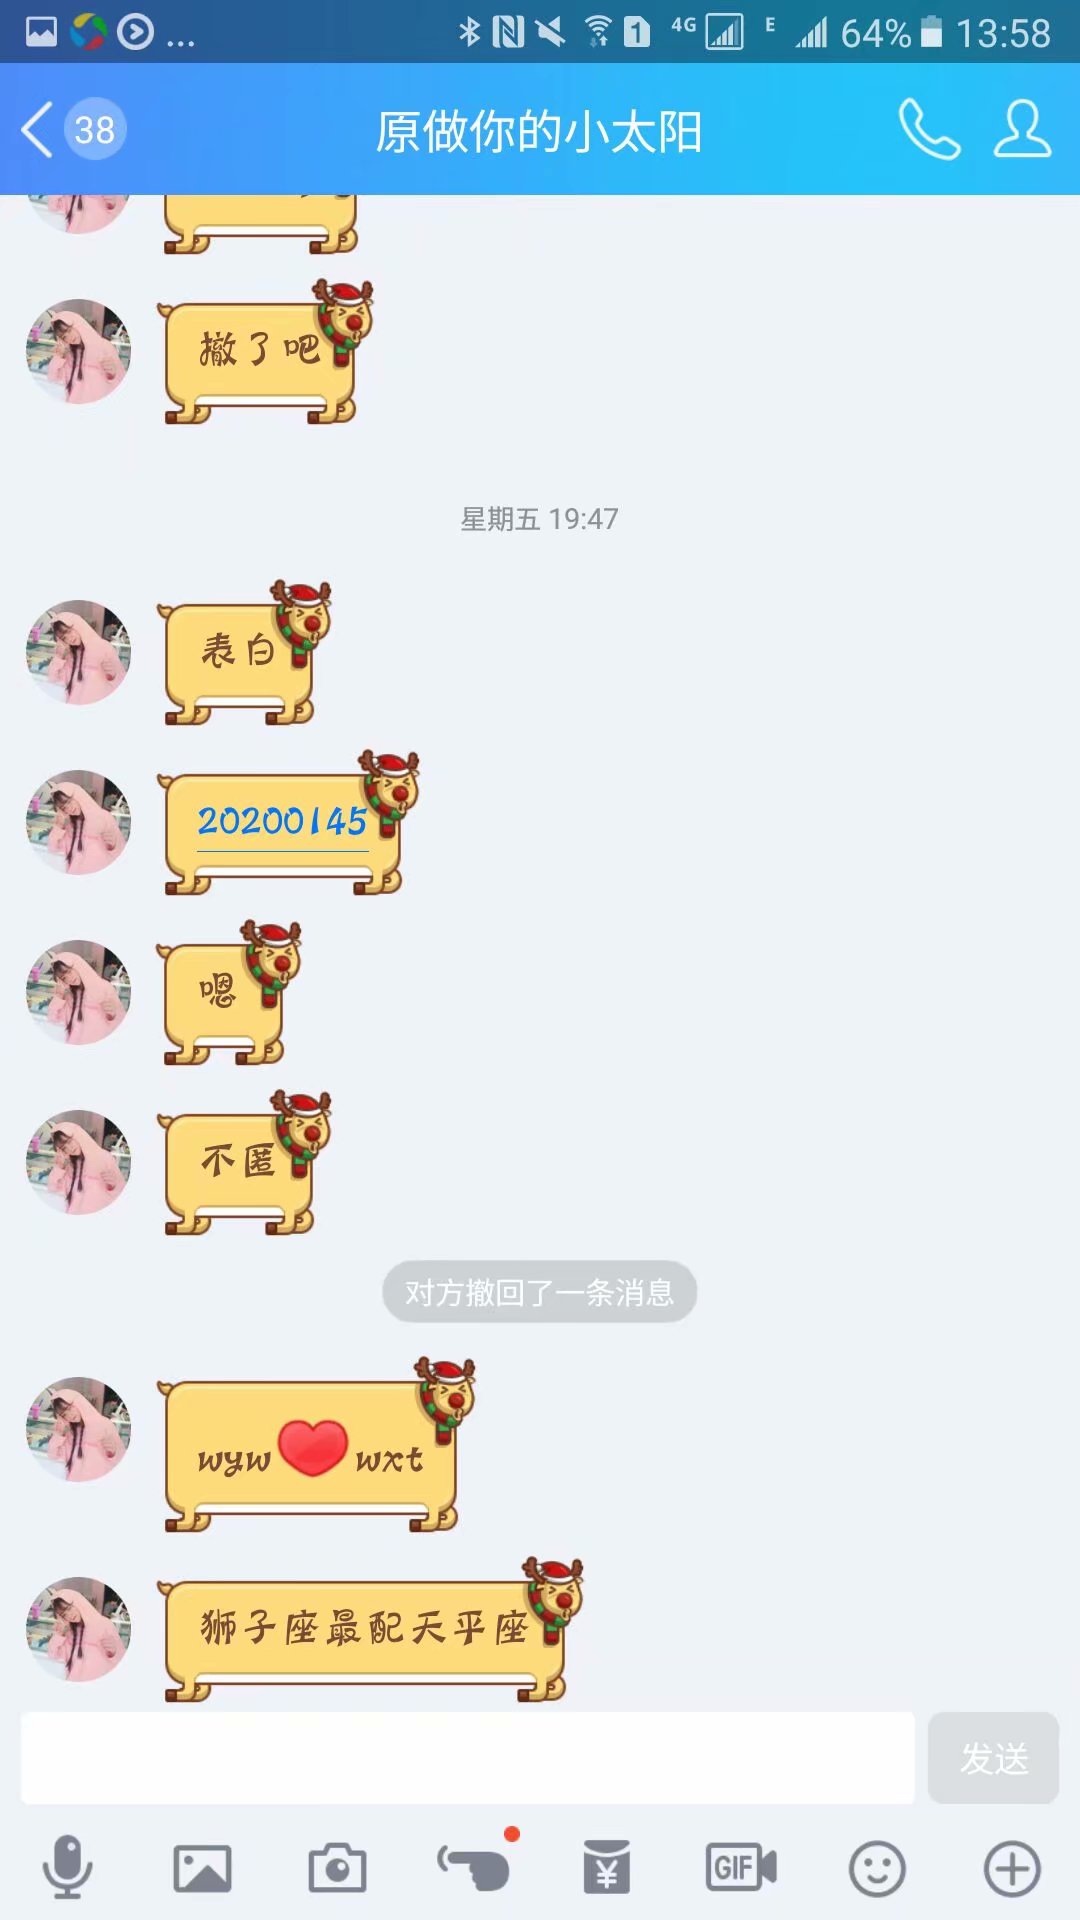 ... 1 4G E 64% 13:58
38 原做你的小太阳
撤了吧
星期五 19:47
表白
20200145
嗯
不匿
对方撤回了一条消息
wyw wxt
狮子座最配天平座
发送
GIF